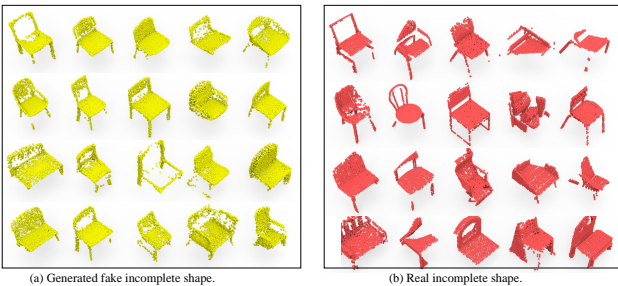 (a) Generated fake incomplete shape.
(b) Real incomplete shape.